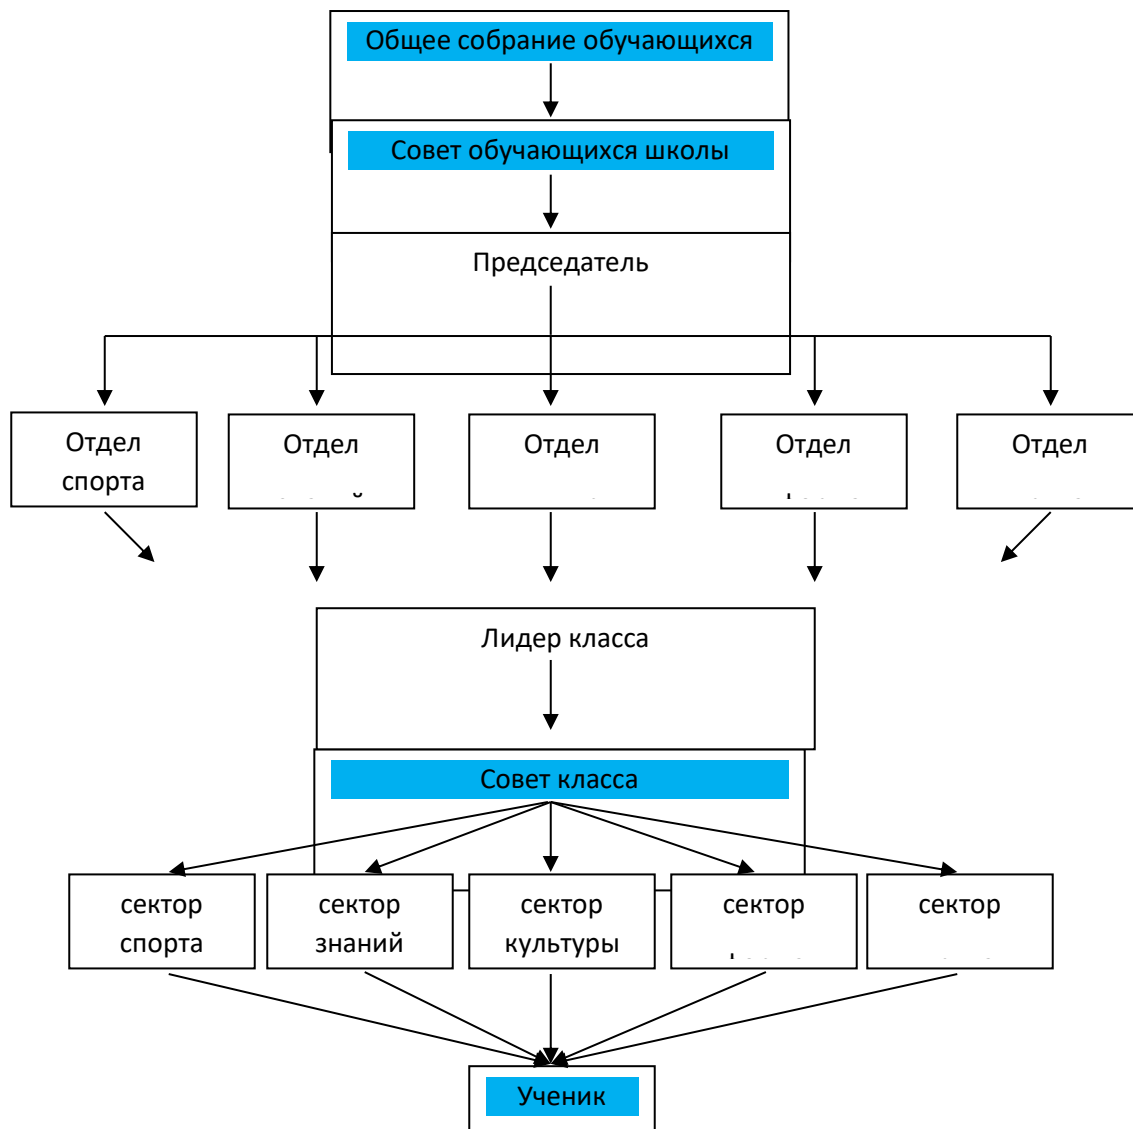 Общее собрание обучающихся
Совет обучающихся школы
Председатель
Отдел
спорта
Отдел
Отдел
Отдел
Отдел
Лидер класса
Совет класса
сектор
спорта
сектор
знаний
сектор
культуры
сектор
сектор
Ученик